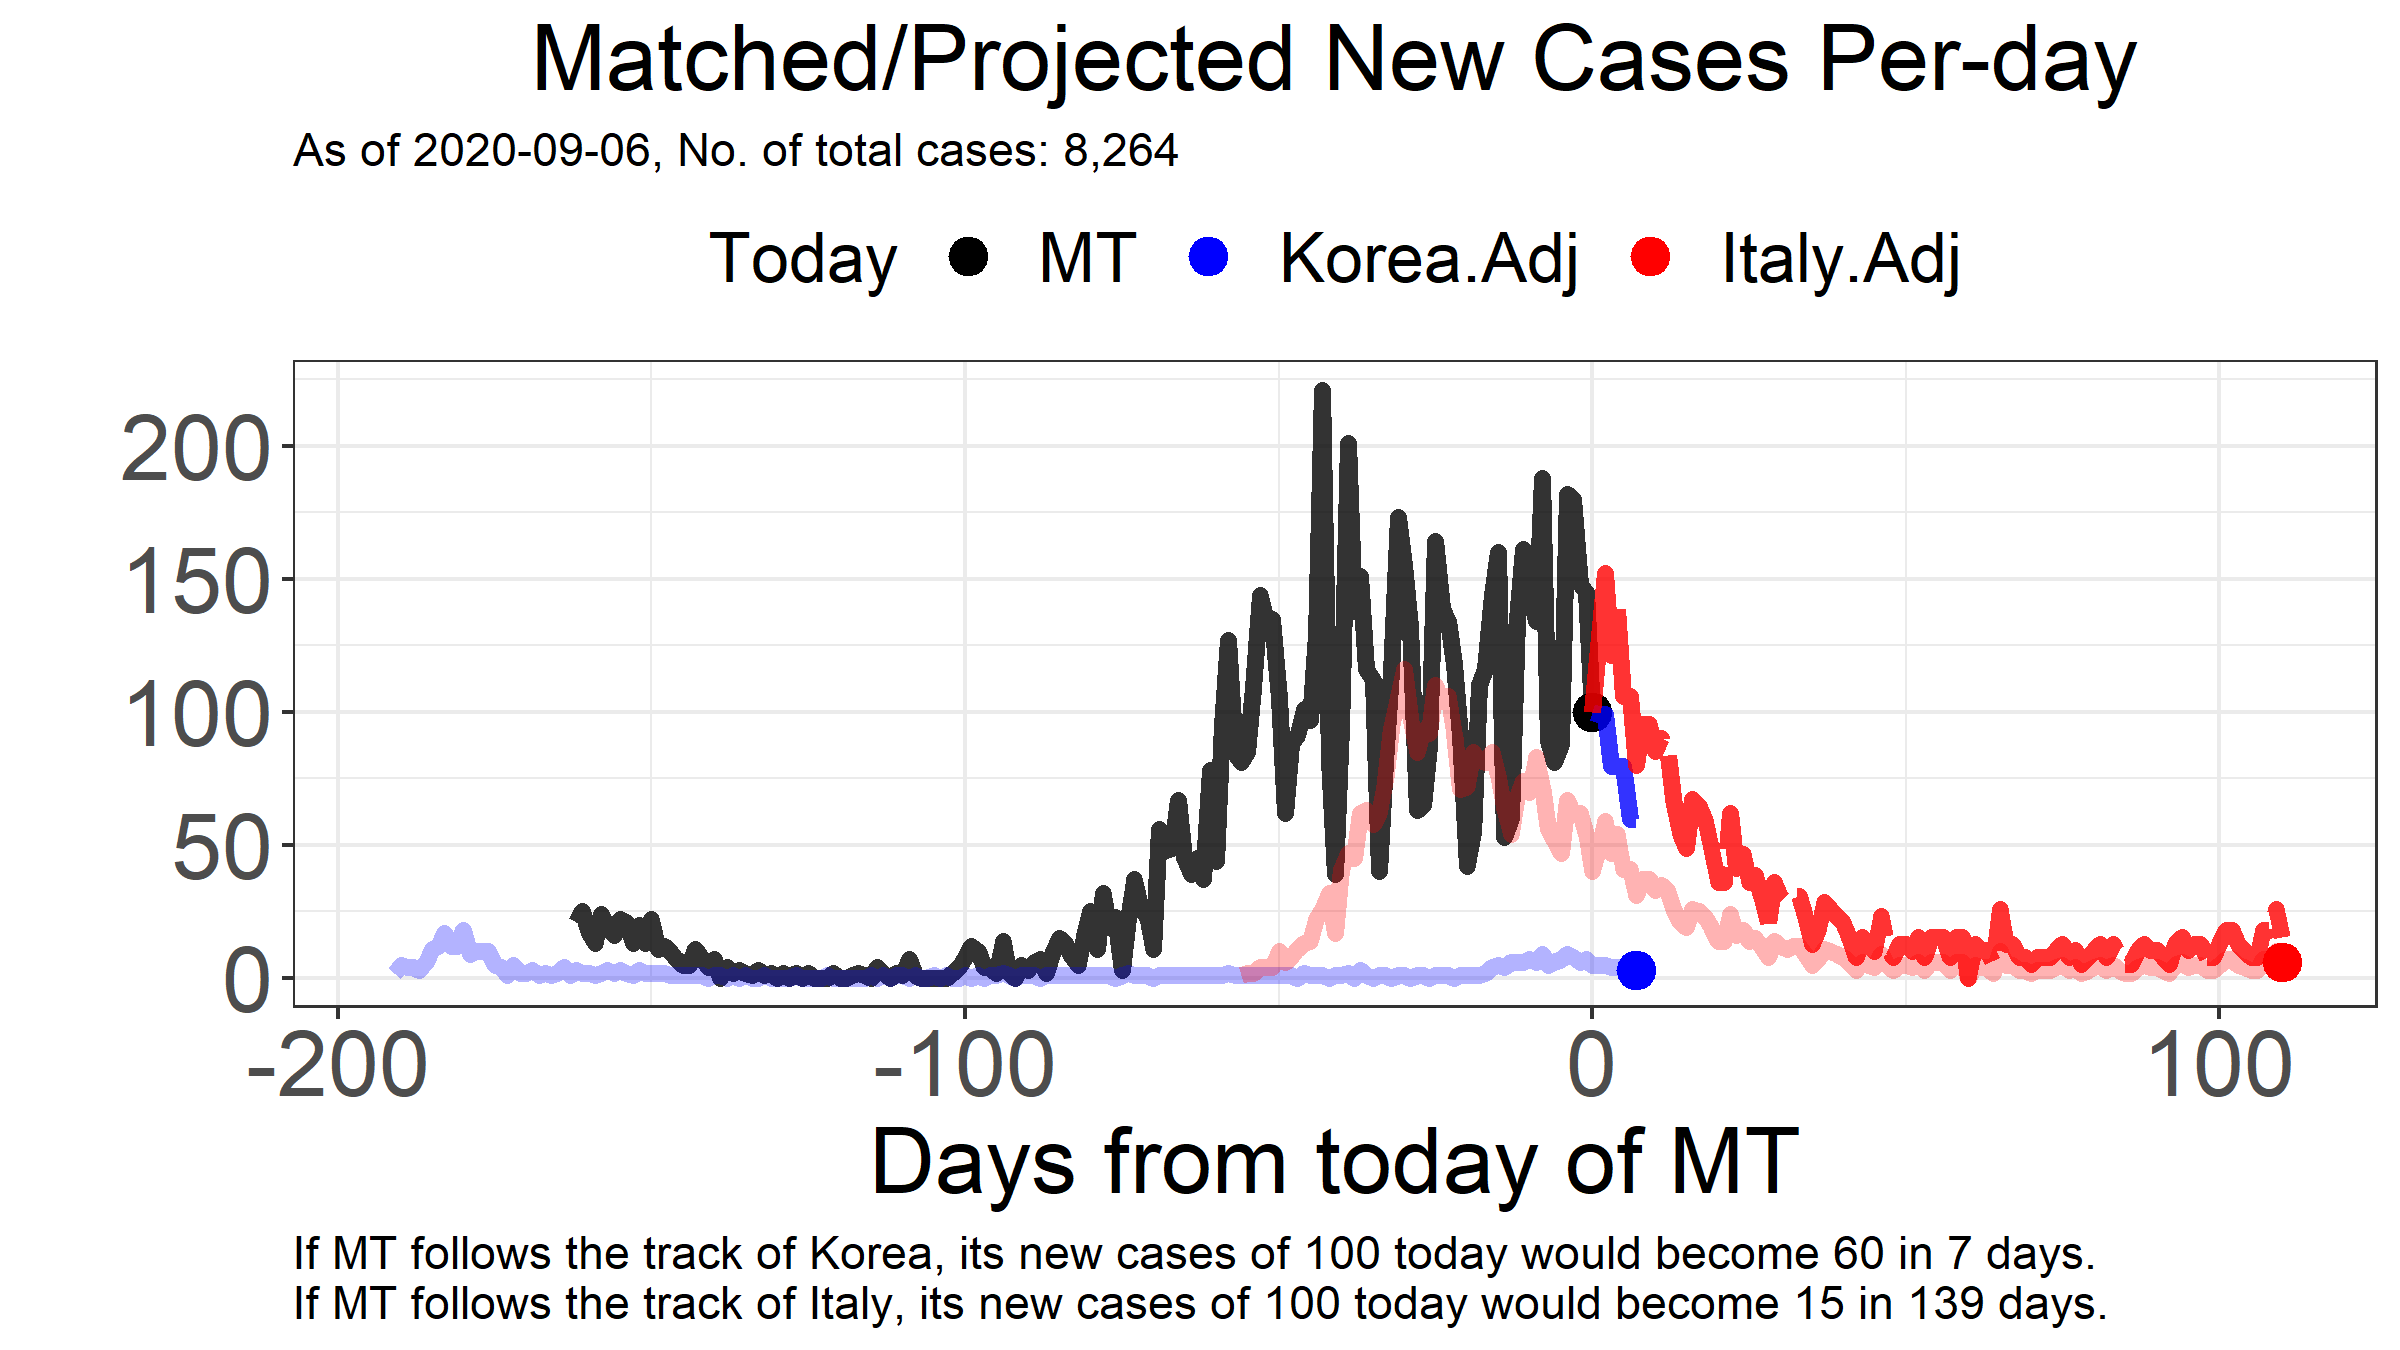 Matched/Projected New Cases Per-day
As of 2020-09-06, No. of total cases: 8,264
Today MT Korea.Adj Italy.Adj
200
150
100
50
0
-200 -100 0 100
Days from today of MT
If MT follows the track of Korea, its new cases of 100 today would become 60 in 7 days.
If MT follows the track of Italy, its new cases of 100 today would become 15 in 139 days.